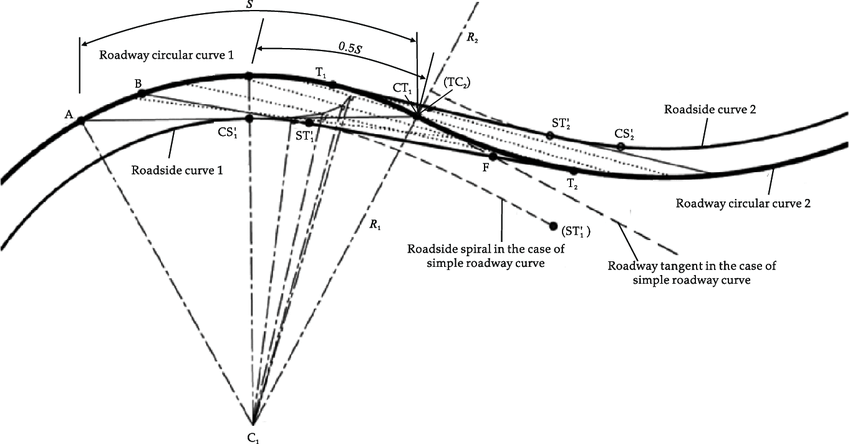 S
R₂
0.5S
Roadway circular curve 1
T₁
(TC₂)
CT₁
B
A
CS′₁
ST′₁
ST′₂
CS′₂
Roadside curve 2
Roadside curve 1
F
T₂
Roadway circular curve 2
R₁
(ST′₁)
Roadside spiral in the case of
simple roadway curve
Roadway tangent in the case of
simple roadway curve
C₁